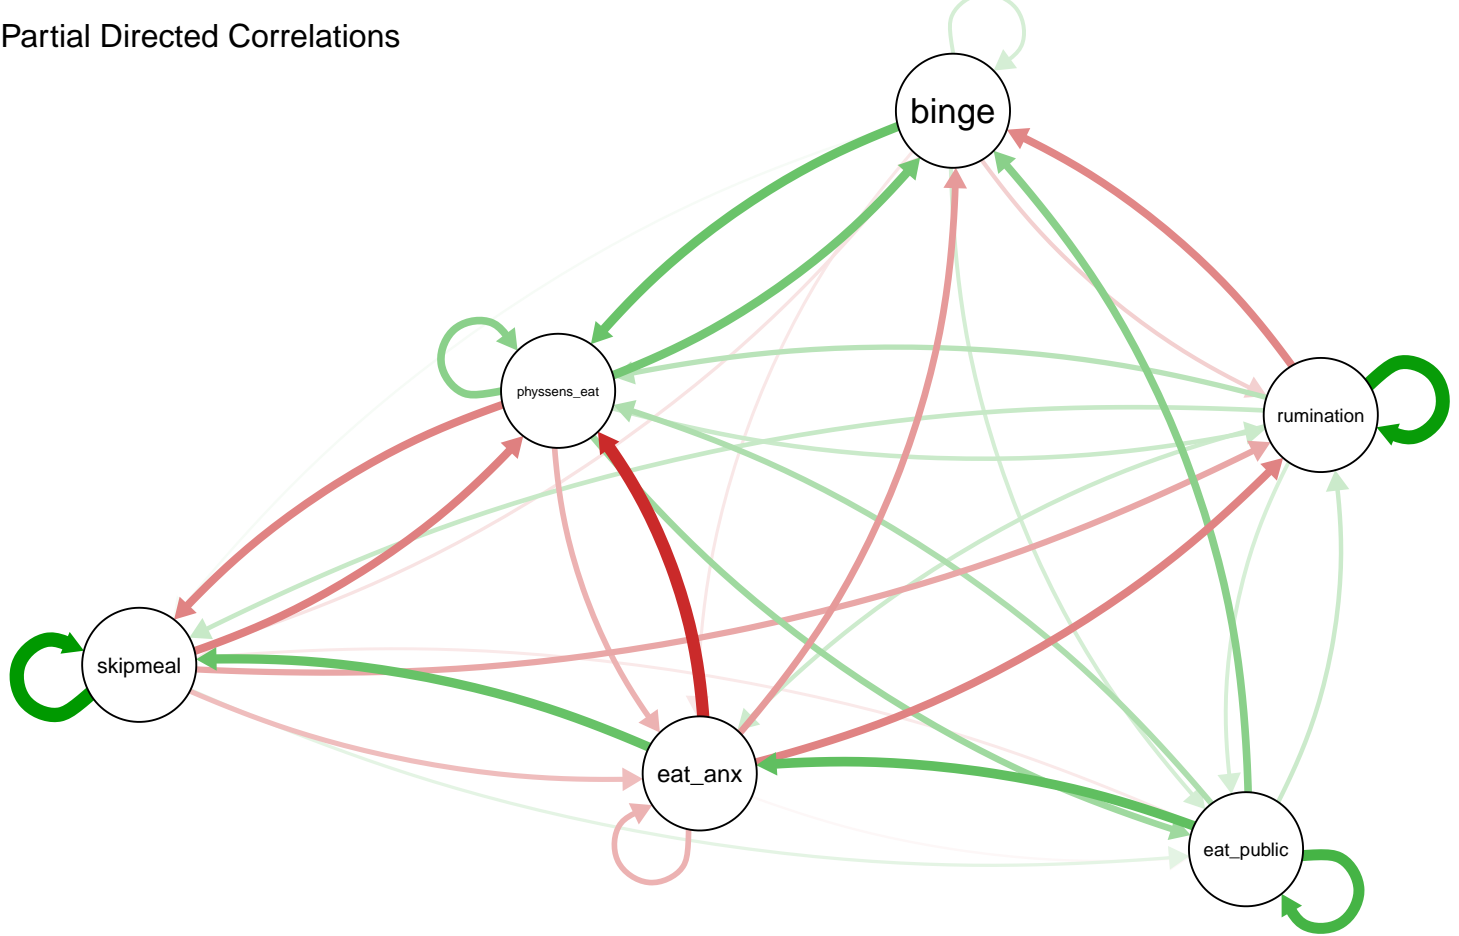 Partial Directed Correlations
binge
physsens_eat
rumination
skipmeal
eat_anx
eat_public